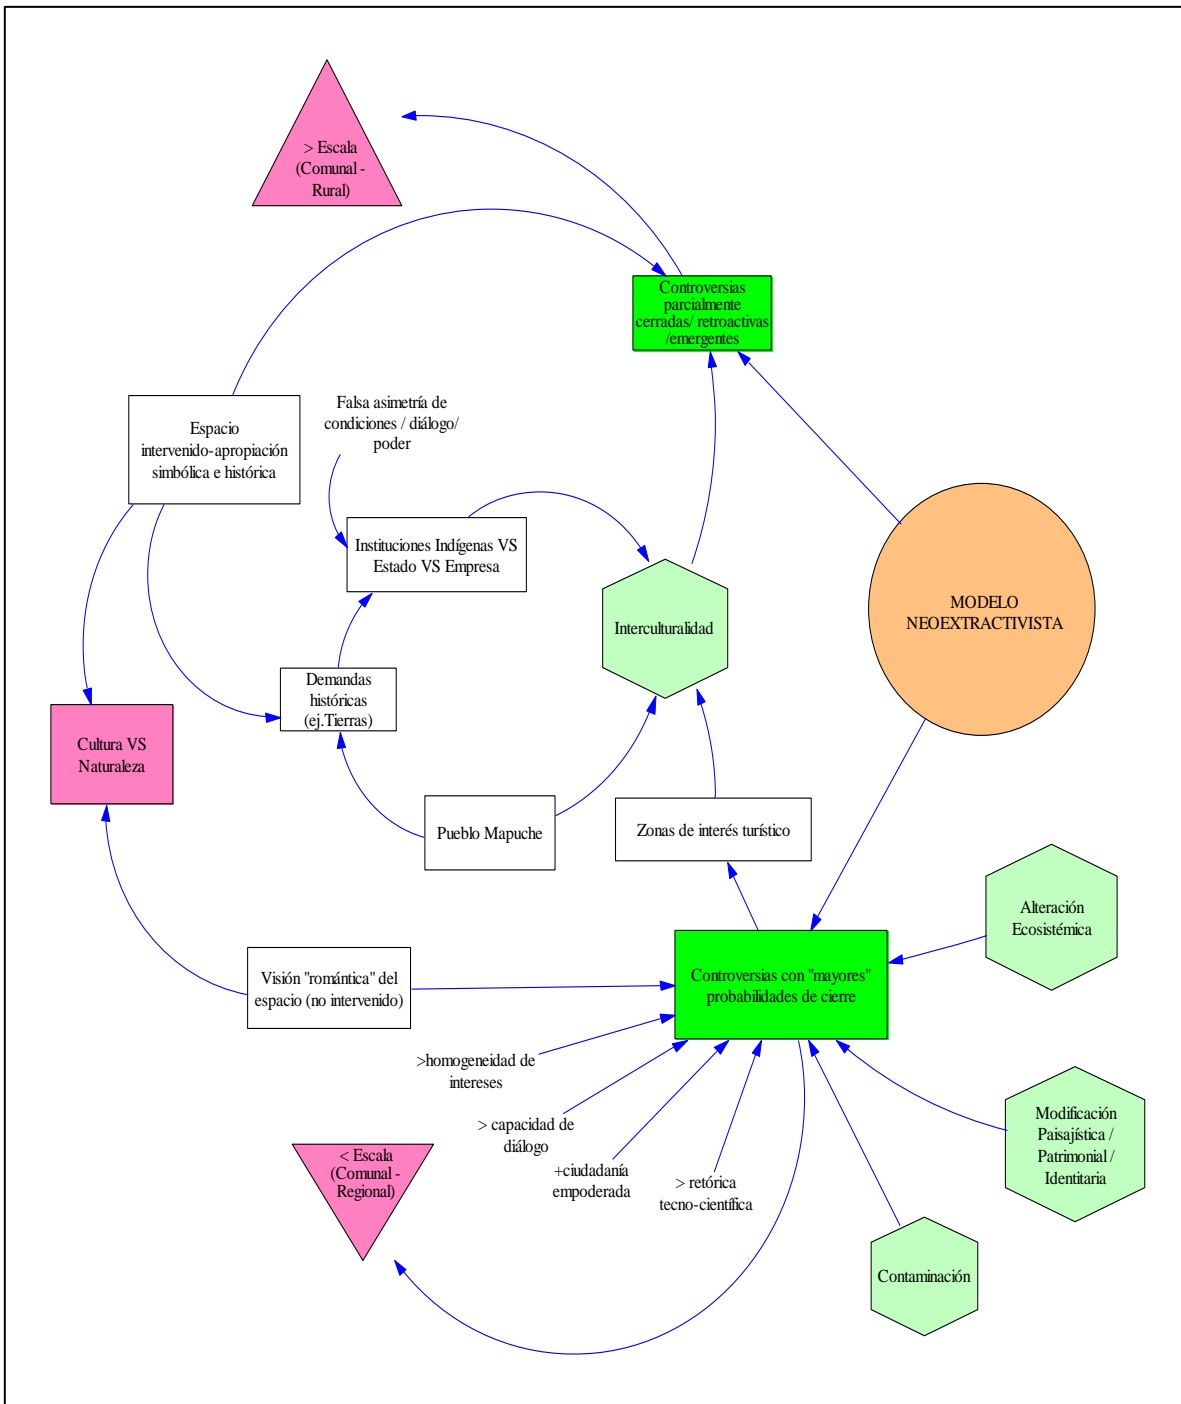 > Escala
(Comunal -
Rural)
Controversias
parcialmente
cerradas/ retroactivas
/emergentes
Espacio
intervenido-apropiación
simbólica e histórica
Falsa asimetría de
condiciones / diálogo/
poder
Instituciones Indígenas VS
Estado VS Empresa
Interculturalidad
MODELO
NEOEXTRACTIVISTA
Demandas
históricas
(ej.Tierras)
Cultura VS
Naturaleza
Pueblo Mapuche
Zonas de interés turístico
Alteración
Ecosistémica
Visión "romántica" del
espacio (no intervenido)
Controversias con "mayores"
probabilidades de cierre
>homogeneidad de
intereses
> capacidad de
diálogo
+ciudadanía
empoderada
> retórica
tecno-científica
< Escala
(Comunal -
Regional)
Modificación
Paisajística /
Patrimonial /
Identitaria
Contaminación